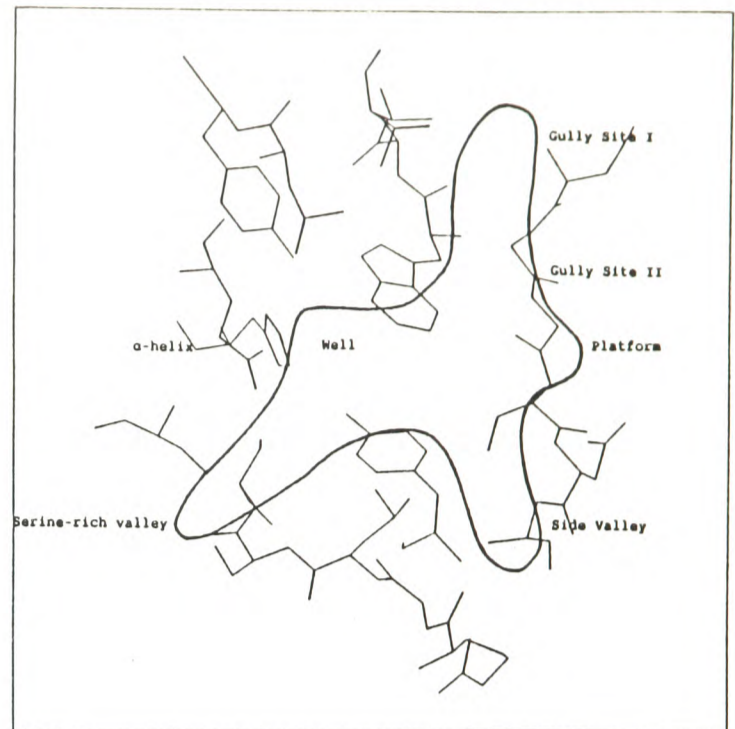 Gully Site I
Gully Site II
α-helix
Well
Platform
Serine-rich valley
Side Valley